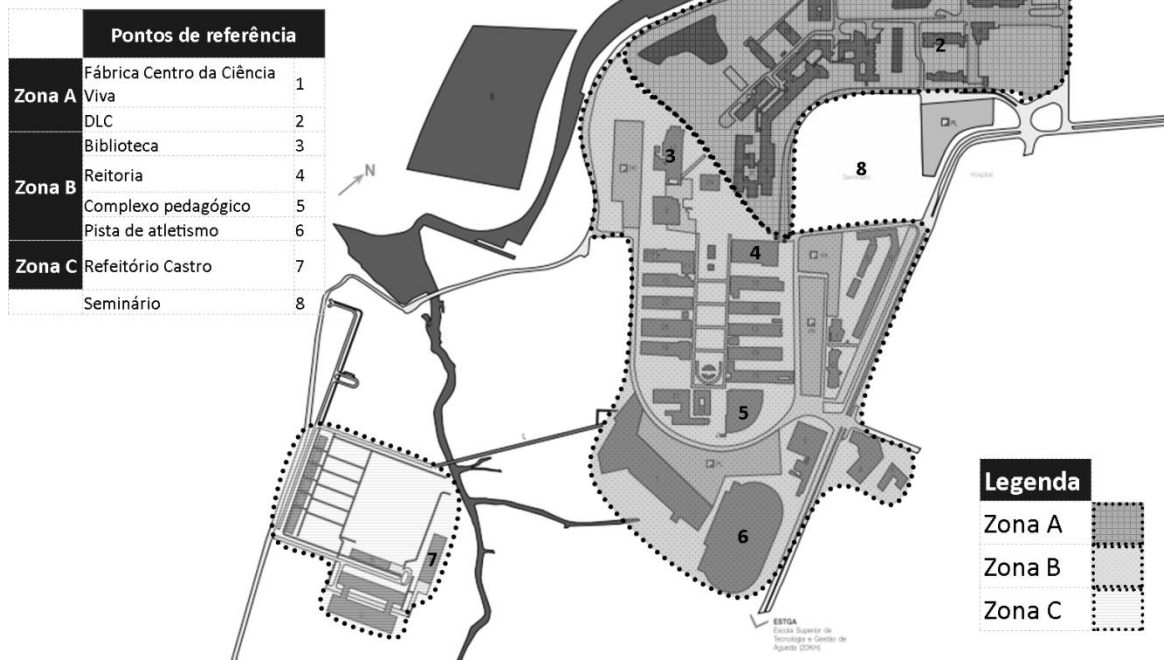 Pontos de referência
Zona A
Fábrica Centro da Ciência
Viva
1
DLC
2
Zona B
Biblioteca
3
Reitoria
4
Complexo pedagógico
5
Pista de atletismo
6
Zona C
Refeitório Castro
7
Seminário
8
N
2
3
8
Hospital
4
5
6
7
L
Legenda
Zona A
Zona B
Zona C
ESTGA
Escola Superior de
Tecnologia e Gestão de
Águeda (20Km)